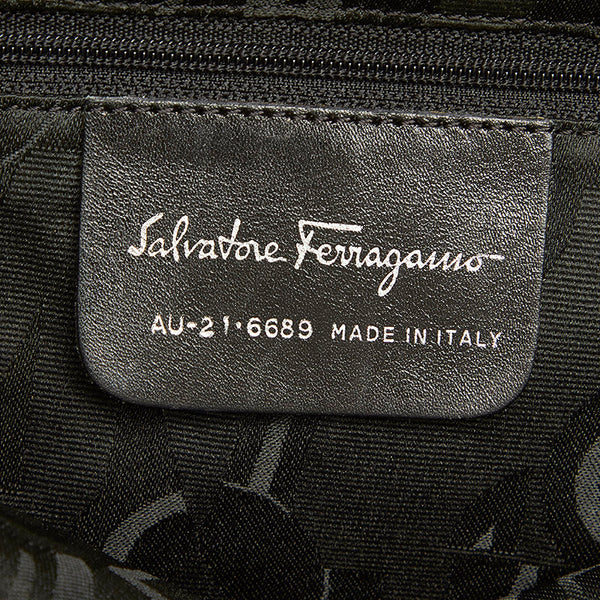 Salvatore Ferragamo
AU-21·6689 MADE IN ITALY